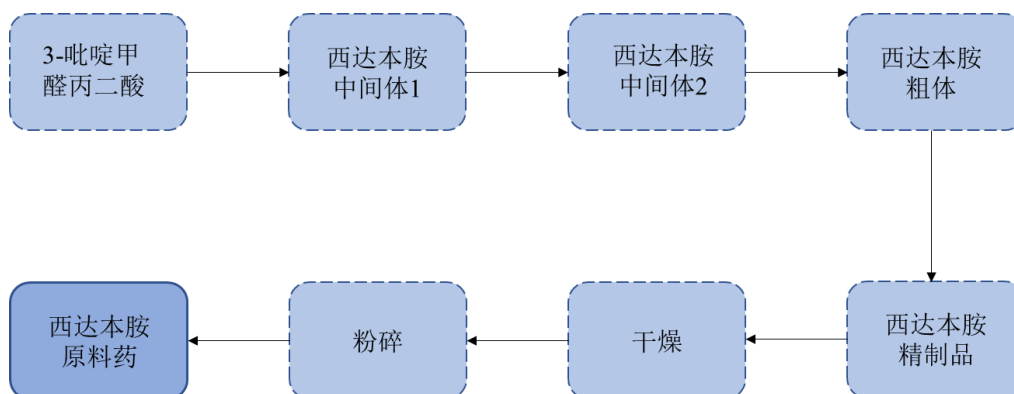 3-吡啶甲
醛丙二酸
西达本胺
中间体1
西达本胺
中间体2
西达本胺
粗体
西达本胺
精制品
干燥
粉碎
西达本胺
原料药